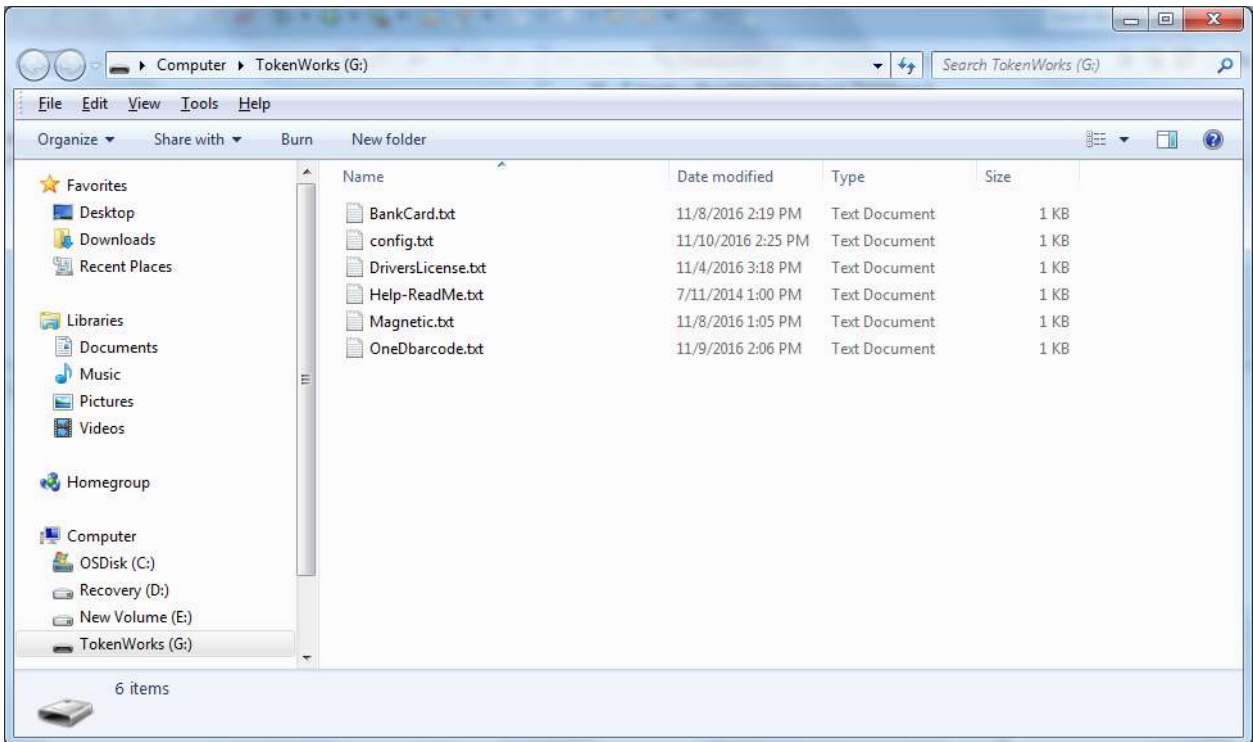 Computer ▸ TokenWorks (G:)
Search TokenWorks (G:)
File Edit View Tools Help
Organize Share with Burn New folder
Favorites
Desktop
Downloads
Recent Places
Libraries
Documents
Music
Pictures
Videos
Homegroup
Computer
OSDisk (C:)
Recovery (D:)
New Volume (E:)
TokenWorks (G:)
Name Date modified Type Size
BankCard.txt 11/8/2016 2:19 PM Text Document 1 KB
config.txt 11/10/2016 2:25 PM Text Document 1 KB
DriversLicense.txt 11/4/2016 3:18 PM Text Document 1 KB
Help-ReadMe.txt 7/11/2014 1:00 PM Text Document 1 KB
Magnetic.txt 11/8/2016 1:05 PM Text Document 1 KB
OneDbarcode.txt 11/9/2016 2:06 PM Text Document 1 KB
6 items